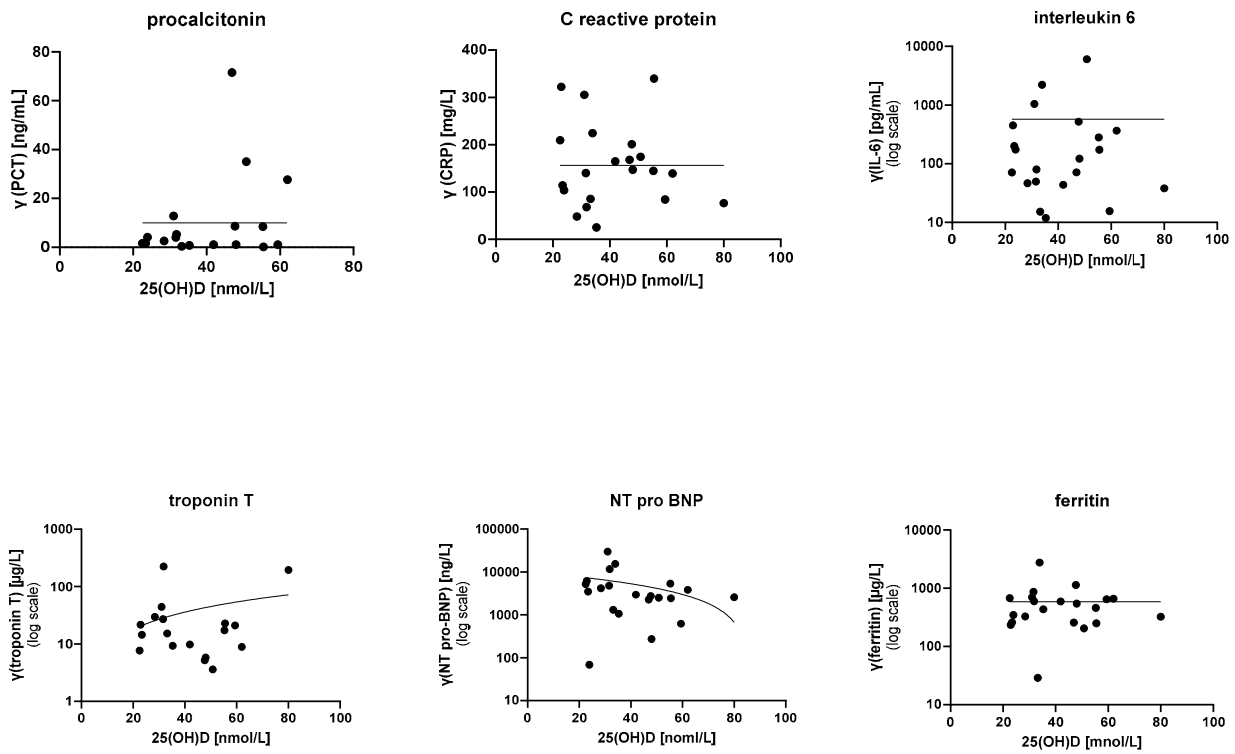 procalcitonin
80
60
40
20
0
γ (PCT) [ng/mL]
0 20 40 60 80
25(OH)D [nmol/L]
C reactive protein
400
300
200
100
0
γ (CRP) [mg/L]
0 20 40 60 80 100
25(OH)D [nmol/L]
interleukin 6
10000
1000
100
10
γ(IL-6) [pg/mL]
(log scale)
0 20 40 60 80 100
25(OH)D [nmol/L]
troponin T
1000
100
10
1
γ(troponin T) [µg/L]
(log scale)
0 20 40 60 80 100
25(OH)D [nmol/L]
NT pro BNP
100000
10000
1000
100
10
γ(NT pro-BNP) [ng/L]
(log scale)
0 20 40 60 80 100
25(OH)D [noml/L]
ferritin
10000
1000
100
10
γ(ferritin) [µg/L]
(log scale)
0 20 40 60 80 100
25(OH)D [mnol/L]